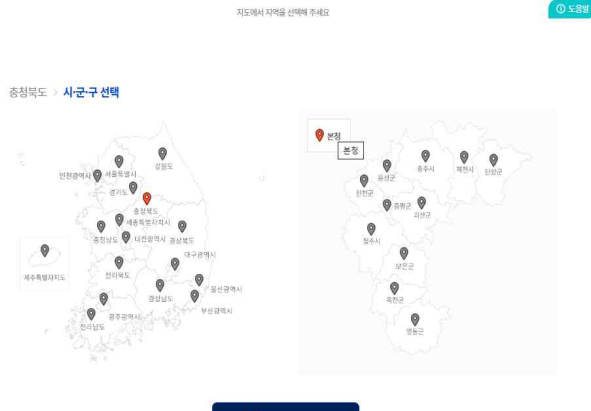 지도에서 지역을 선택해 주세요
도움말
충청북도 > 시·군·구 선택
강원도
인천광역시
서울특별시
경기도
충청북도
세종특별자치시
충청남도
대전광역시
경상북도
대구광역시
제주특별자치도
전라북도
경상남도
울산광역시
부산광역시
광주광역시
전라남도
본청
본청
충주시
제천시
단양군
음성군
진천군
증평군
괴산군
청주시
보은군
옥천군
영동군